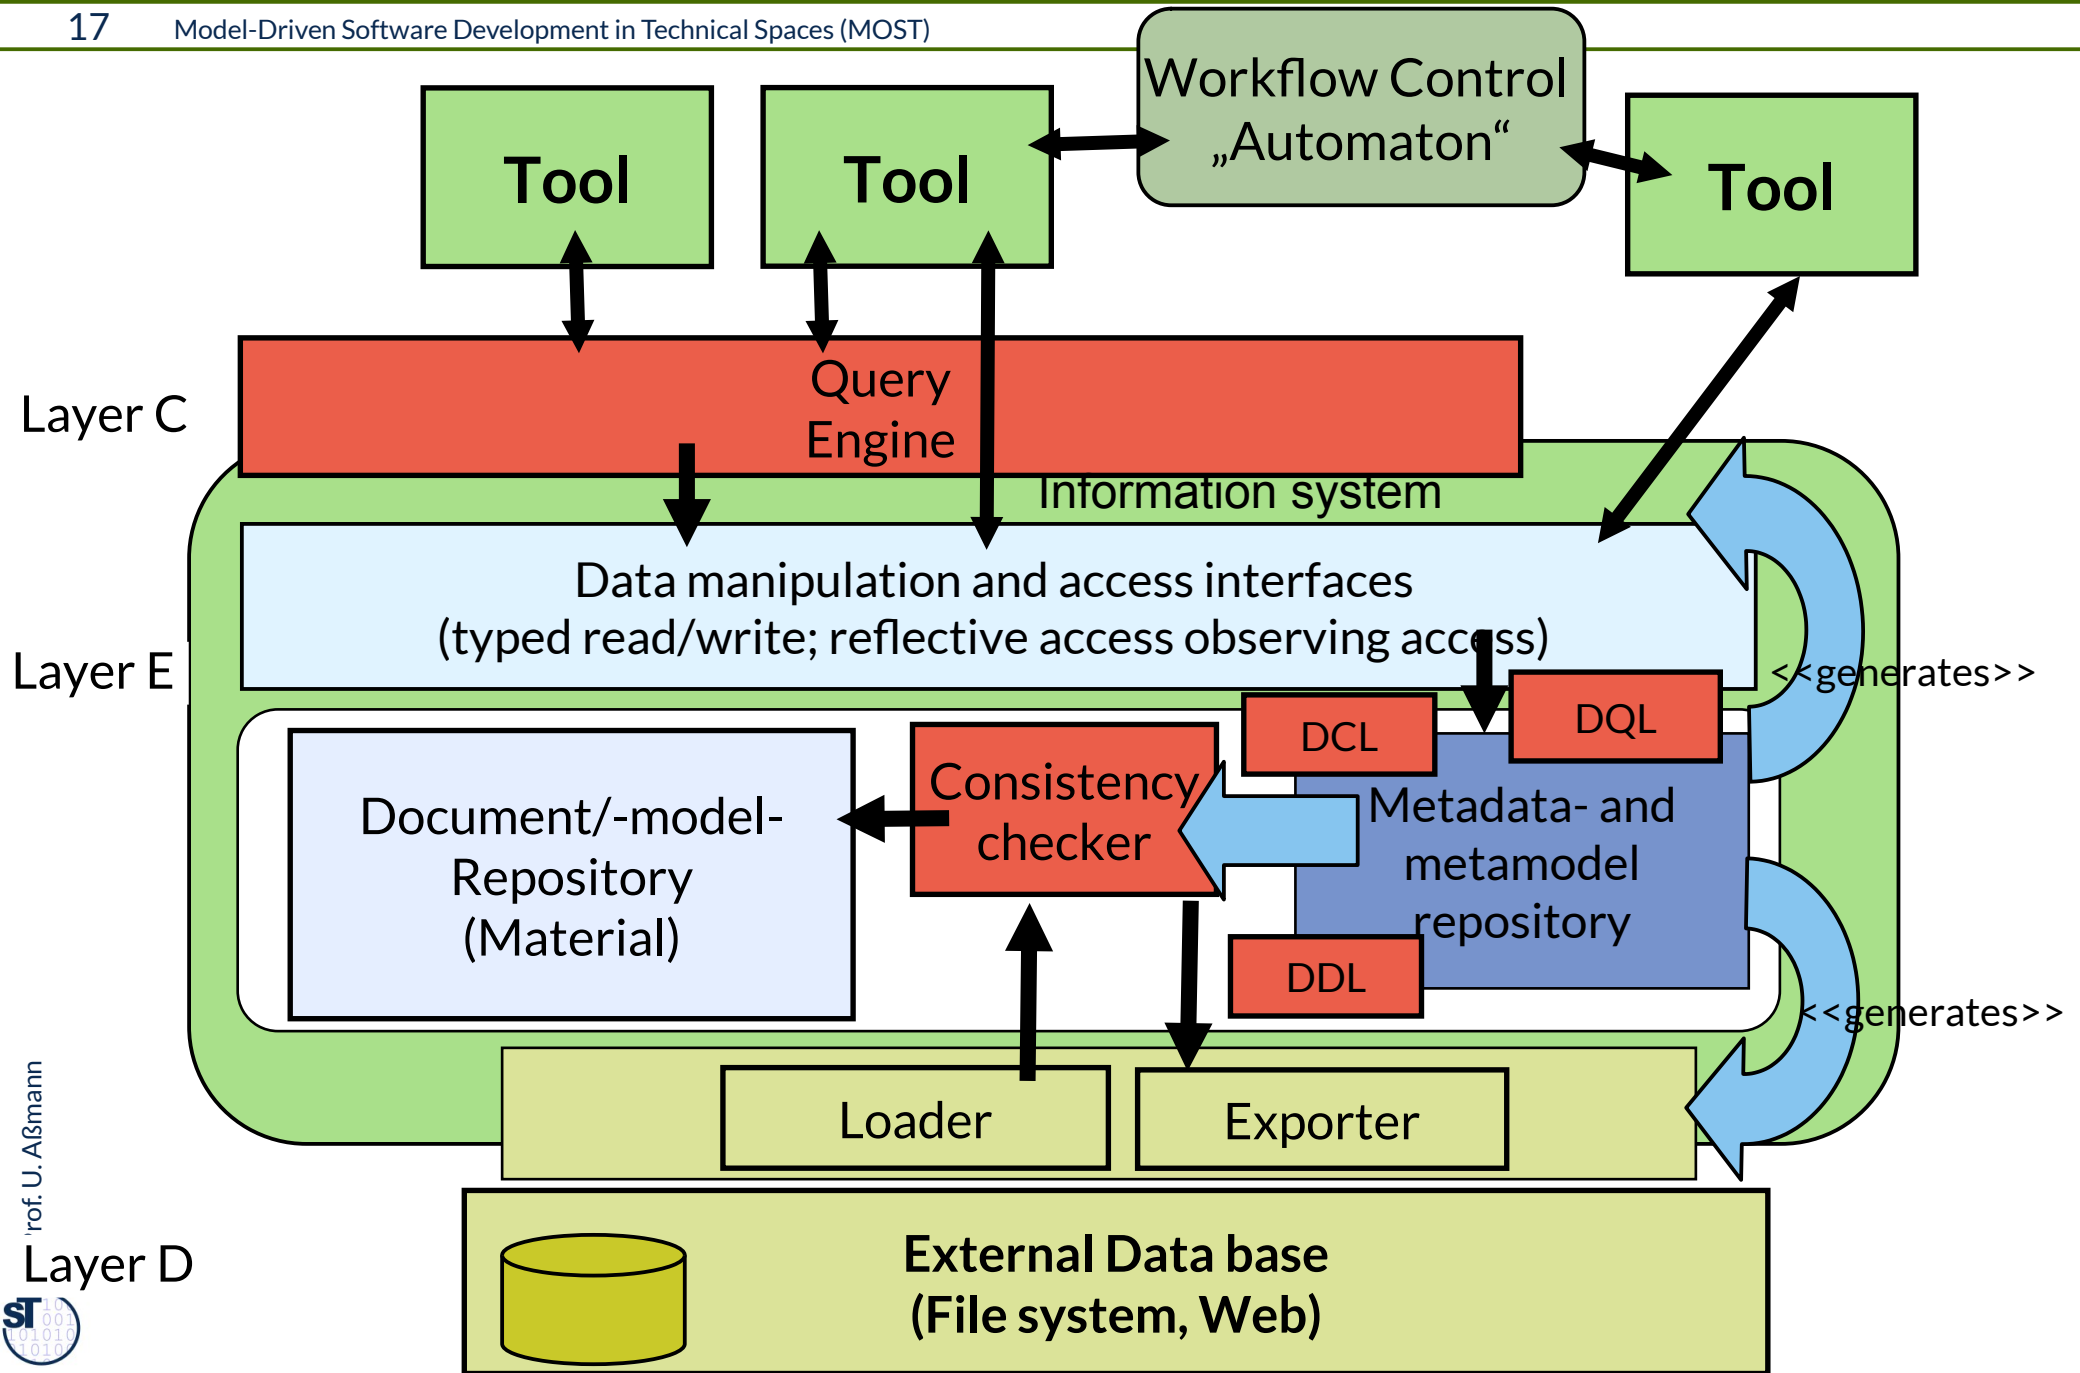 17 Model-Driven Software Development in Technical Spaces (MOST)
Workflow Control
„Automaton“
Tool
Tool
Tool
Query
Engine
Layer C
Information system
Data manipulation and access interfaces
(typed read/write; reflective access observing access)
Layer E
<<generates>>
DCL
DQL
Consistency
checker
Document/-model-
Repository
(Material)
Metadata- and
metamodel
repository
DDL
<<generates>>
Loader
Exporter
rof. U. Aßmann
Layer D
External Data base
(File system, Web)
ST